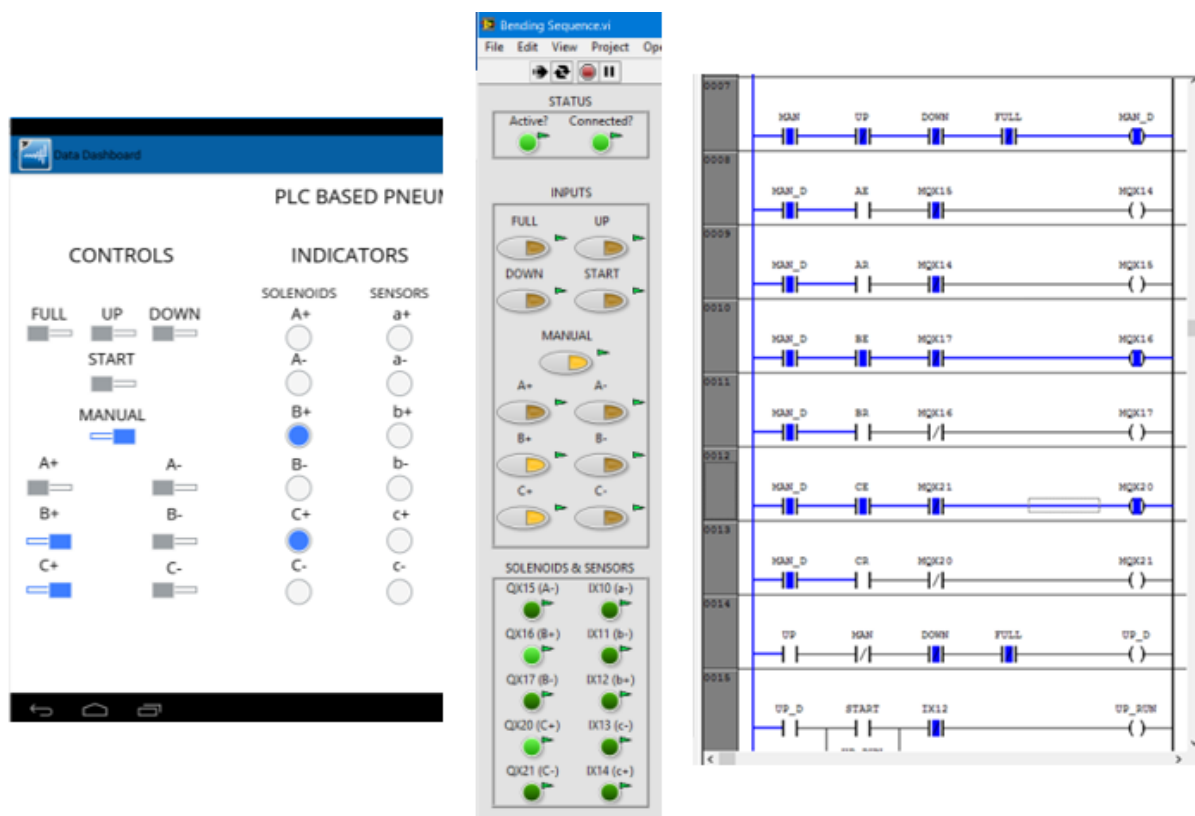 Data Dashboard
PLC BASED PNEUM
CONTROLS INDICATORS
SOLENOIDS SENSORS
FULL UP DOWN A+ a+
START A- a-
MANUAL B+ b+
A+ A- B- b-
B+ B- C+ c+
C+ C- C- c-
Bending Sequence.vi
File Edit View Project Ope
STATUS
Active? Connected?
INPUTS
FULL UP
DOWN START
MANUAL
A+ A-
B+ B-
C+ C-
SOLENOIDS & SENSORS
QX15 (A-) IX10 (a-)
QX16 (B+) IX11 (b-)
QX17 (B-) IX12 (b+)
QX20 (C+) IX13 (c-)
QX21 (C-) IX14 (c+)
0007
MAN UP DOWN FULL MAN_D
0008
MAN_D AE MQX15 MQX14
0009
MAN_D AR MQX14 MQX15
0010
MAN_D BE MQX17 MQX16
0011
MAN_D BR MQX16 MQX17
0012
MAN_D CE MQX21 MQX20
0013
MAN_D CR MQX20 MQX21
0014
UP MAN DOWN FULL UP_D
0015
UP_D START IX12 UP_RUN